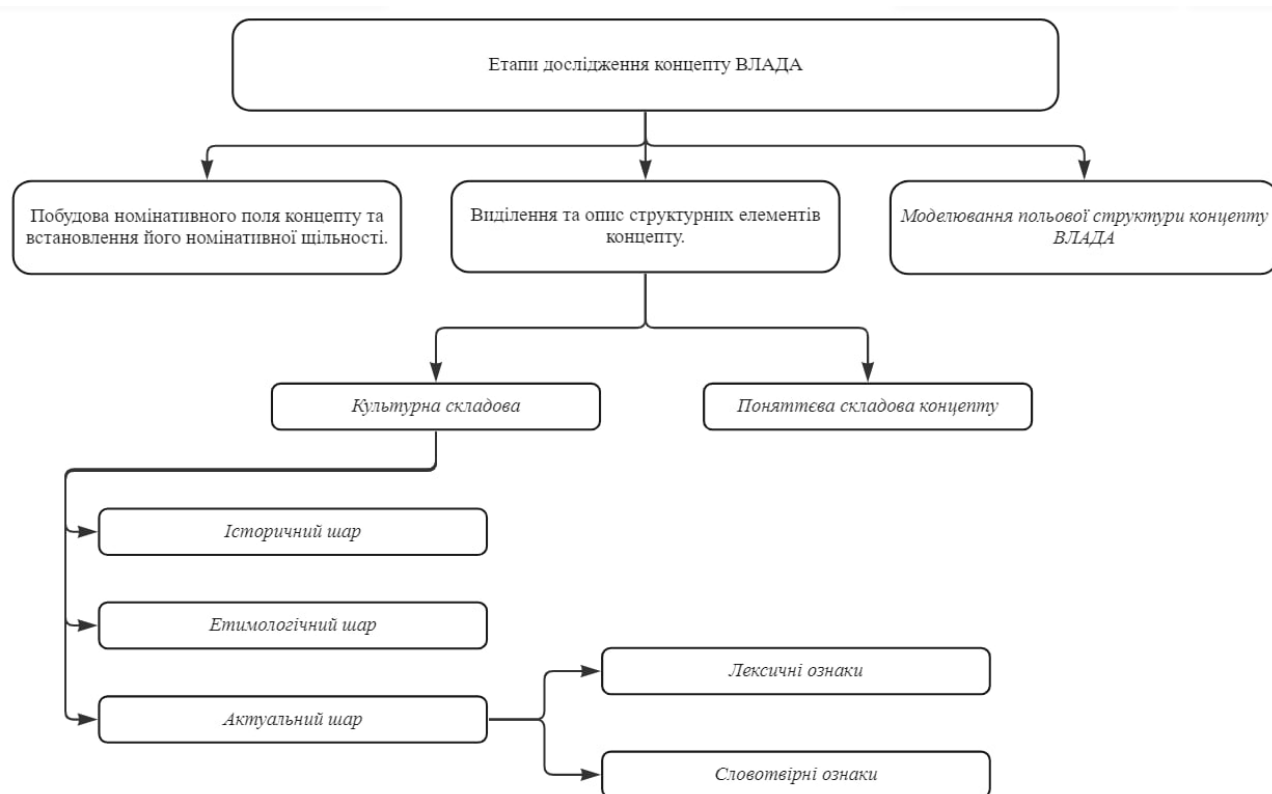 Етапи дослідження концепту ВЛАДА
Побудова номінативного поля концепту та
встановлення його номінативної щільності.
Виділення та опис структурних елементів
концепту.
Моделювання польової структури концепту
ВЛАДА
Культурна складова
Поняттєва складова концепту
Історичний шар
Етимологічний шар
Лексичні ознаки
Актуальний шар
Словотвірні ознаки